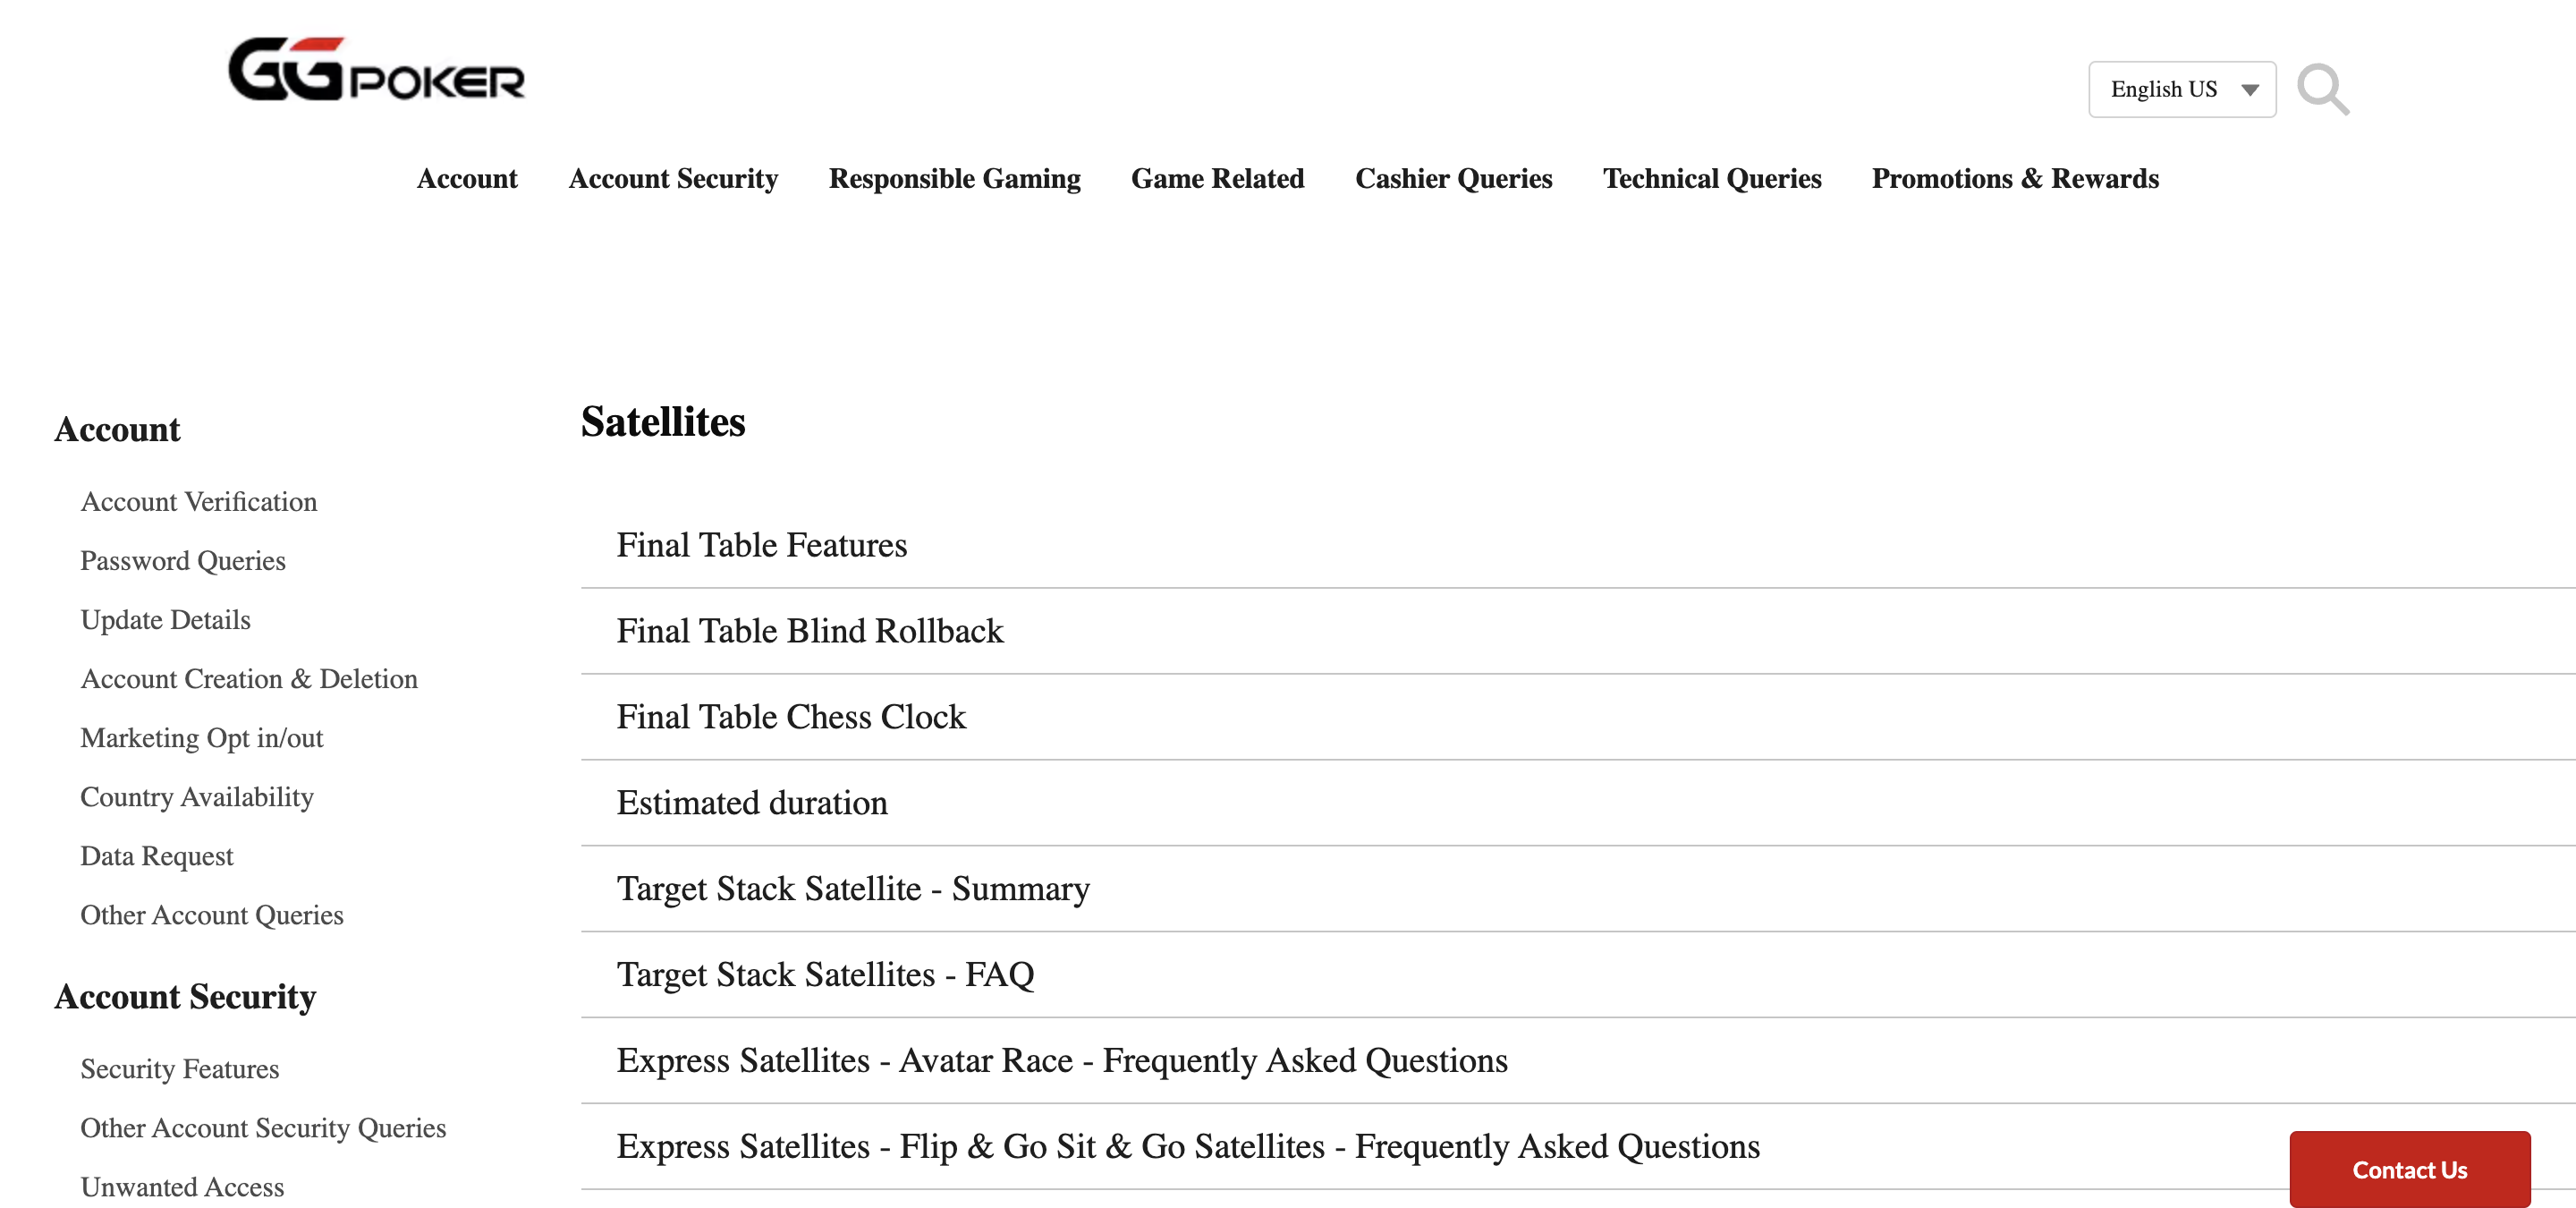 GGPOKER
English US
Account Account Security Responsible Gaming Game Related Cashier Queries Technical Queries Promotions & Rewards
Account
Account Verification
Password Queries
Update Details
Account Creation & Deletion
Marketing Opt in/out
Country Availability
Data Request
Other Account Queries
Account Security
Security Features
Other Account Security Queries
Unwanted Access
Satellites
Final Table Features
Final Table Blind Rollback
Final Table Chess Clock
Estimated duration
Target Stack Satellite - Summary
Target Stack Satellites - FAQ
Express Satellites - Avatar Race - Frequently Asked Questions
Express Satellites - Flip & Go Sit & Go Satellites - Frequently Asked Questions
Contact Us